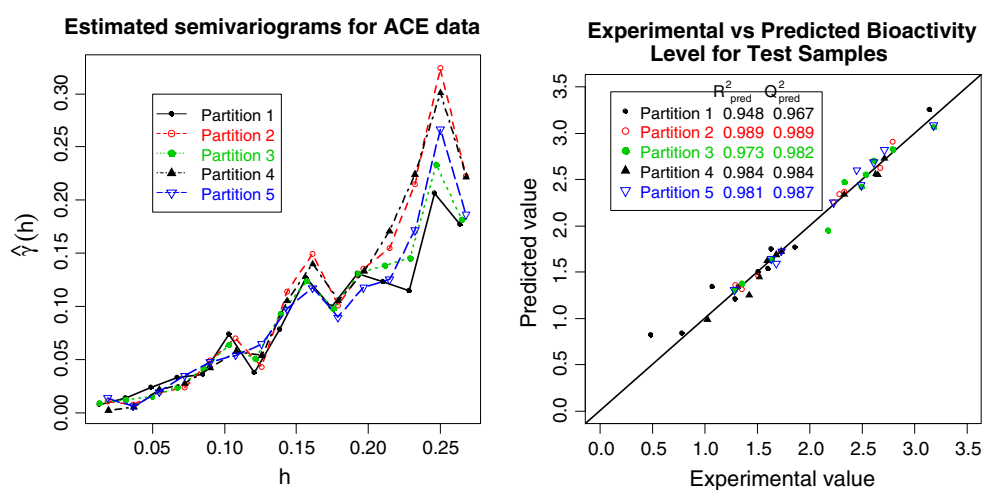 Estimated semivariograms for ACE data
0.30
0.25
0.20
0.15
0.10
0.05
0.00
γ̂(h)
Partition 1
Partition 2
Partition 3
Partition 4
Partition 5
0.05 0.10 0.15 0.20 0.25
h
Experimental vs Predicted Bioactivity
Level for Test Samples
3.5
3.0
2.5
2.0
1.5
1.0
0.5
0.0
Predicted value
R²pred Q²pred
Partition 1 0.948 0.967
Partition 2 0.989 0.989
Partition 3 0.973 0.982
Partition 4 0.984 0.984
Partition 5 0.981 0.987
0.0 0.5 1.0 1.5 2.0 2.5 3.0 3.5
Experimental value